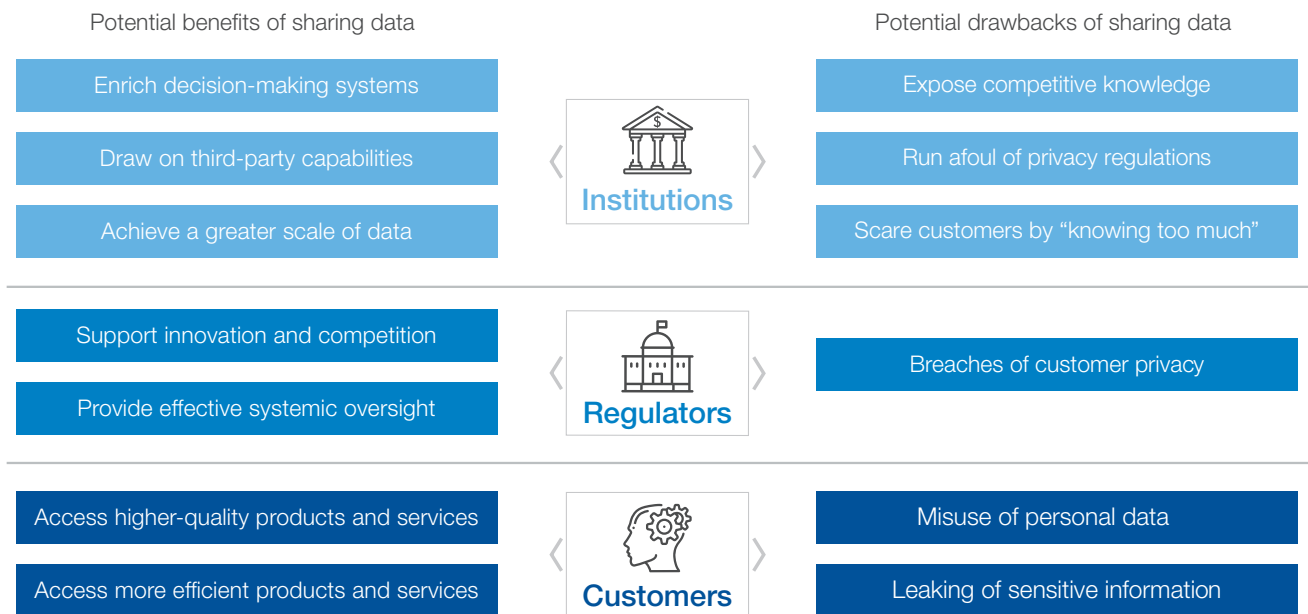 Potential benefits of sharing data
Potential drawbacks of sharing data
Enrich decision-making systems
Draw on third-party capabilities
Achieve a greater scale of data
$
Institutions
Expose competitive knowledge
Run afoul of privacy regulations
Scare customers by “knowing too much”
Support innovation and competition
Provide effective systemic oversight
Regulators
Breaches of customer privacy
Access higher-quality products and services
Access more efficient products and services
Customers
Misuse of personal data
Leaking of sensitive information